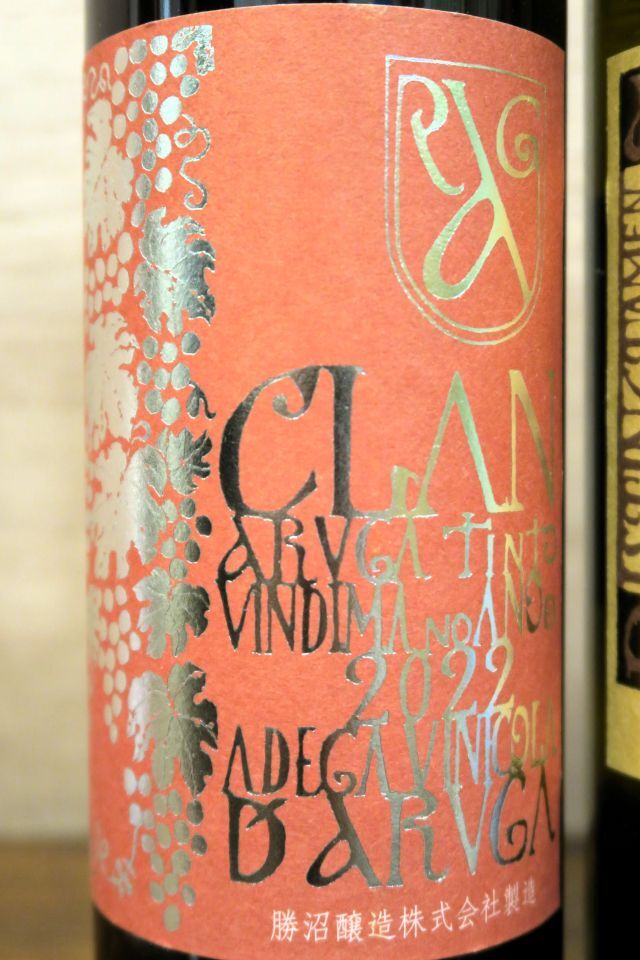 CLAN
ARUGA TINTO
VINDIMA NO ANO D
2022
ADEGA VINICOLA
D'ARUGA
勝沼醸造株式会社製造